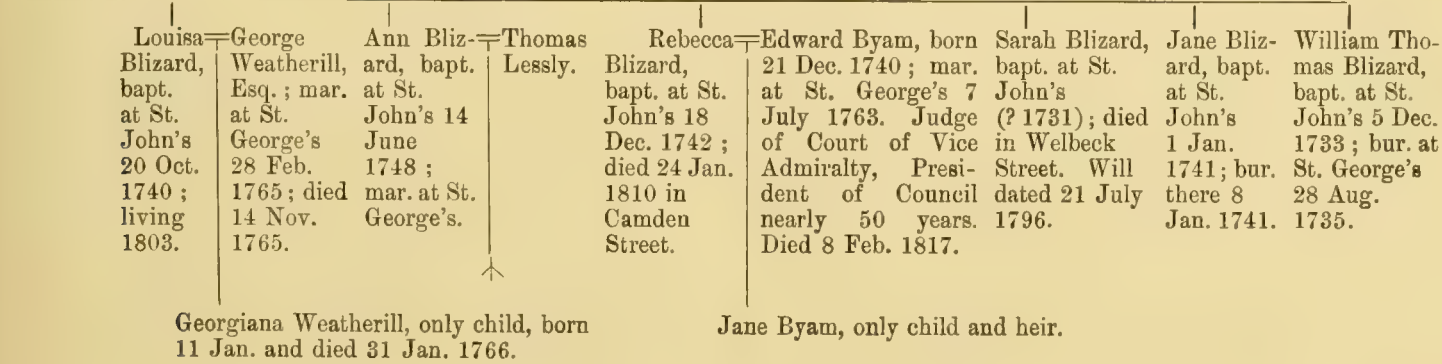 Louisa=George
Blizard, Weatherill,
bapt. Esq. ; mar.
at St. at St.
John's George's
20 Oct. 28 Feb.
1740 ; 1765 ; died
living 14 Nov.
1803. 1765.
Ann Bliz-=Thomas
ard, bapt. Lessly.
at St.
John's 14
June
1748 ;
mar. at St.
George's.
Rebecca=Edward Byam, born
Blizard, 21 Dec. 1740 ; mar.
bapt. at St. at St. George's 7
John's 18 July 1763. Judge
Dec. 1742 ; of Court of Vice
died 24 Jan. Admiralty, Presi-
1810 in dent of Council
Camden nearly 50 years.
Street. Died 8 Feb. 1817.
Sarah Blizard,
bapt. at St.
John's
(? 1731) ; died
in Welbeck
Street. Will
dated 21 July
1796.
Jane Bliz-
ard, bapt.
at St.
John's
1 Jan.
1741 ; bur.
there 8
Jan. 1741.
William Tho-
mas Blizard,
bapt. at St.
John's 5 Dec.
1733 ; bur. at
St. George's
28 Aug.
1735.
Georgiana Weatherill, only child, born
11 Jan. and died 31 Jan. 1766.
Jane Byam, only child and heir.